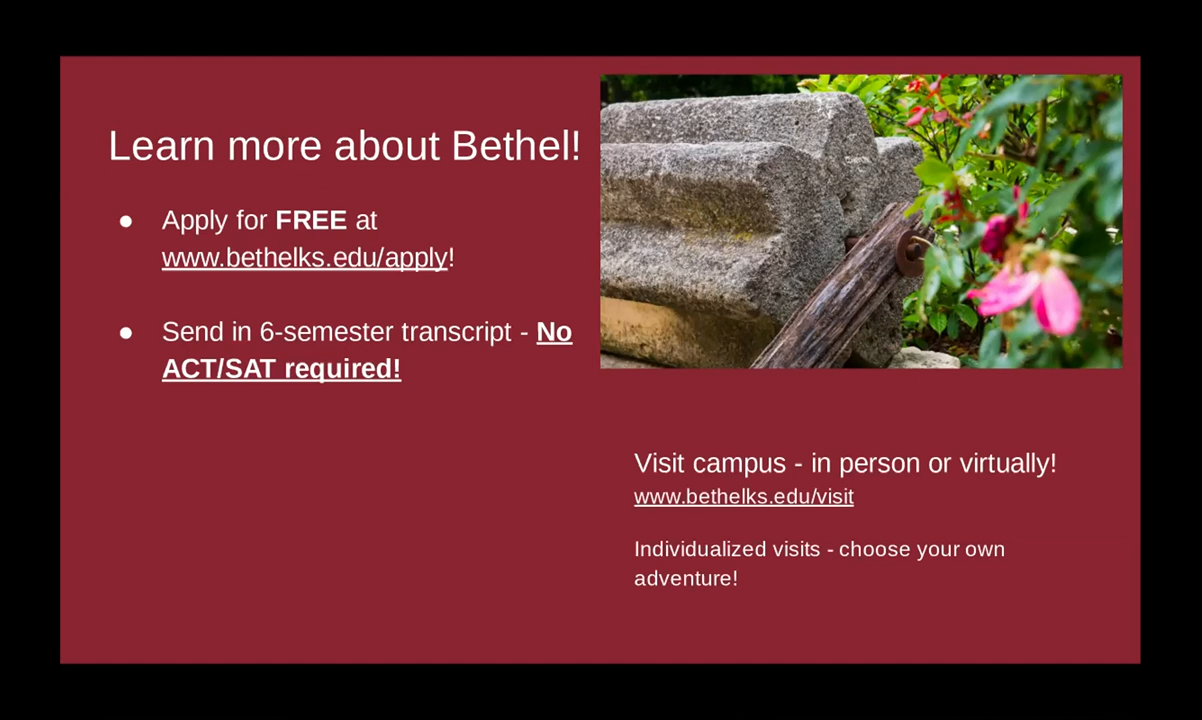 Learn more about Bethel!
● Apply for FREE at
www.bethelks.edu/apply!
● Send in 6-semester transcript - No
ACT/SAT required!
Visit campus - in person or virtually!
www.bethelks.edu/visit
Individualized visits - choose your own
adventure!